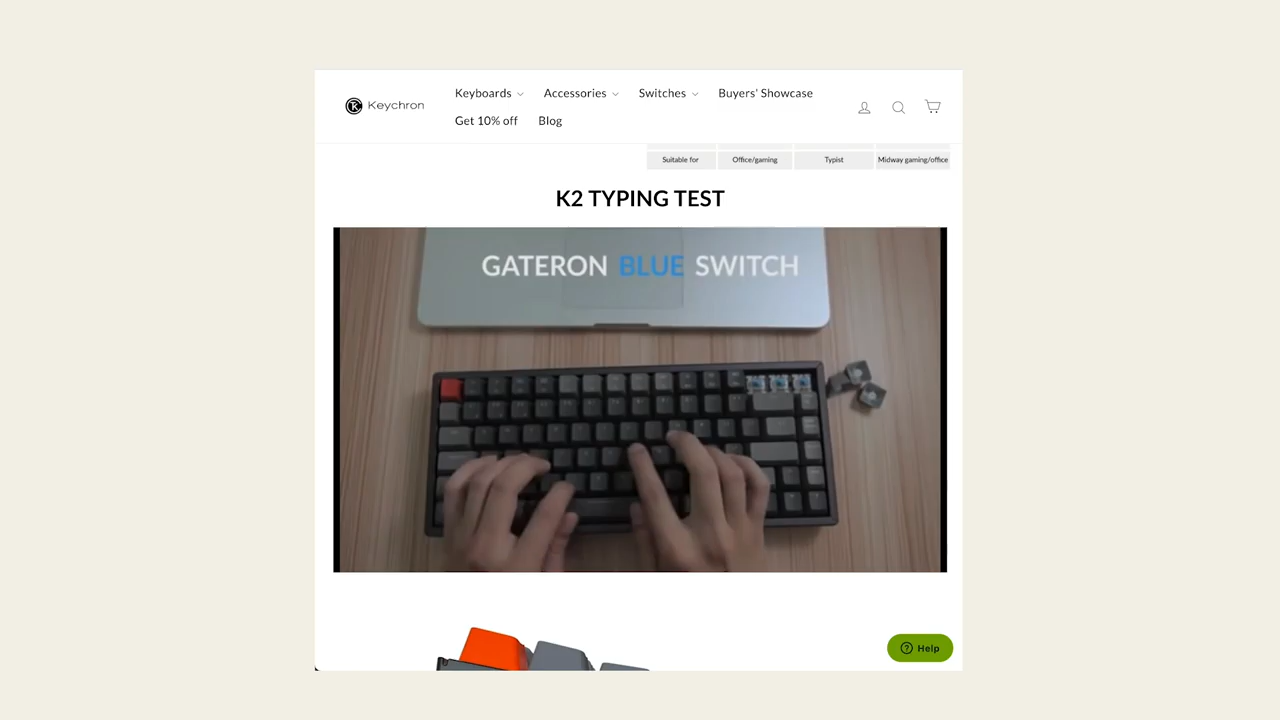 Keychron
Keyboards
Accessories
Switches
Buyers' Showcase
Get 10% off
Blog
Suitable for
Office/gaming
Typist
Midway gaming/office
K2 TYPING TEST
GATERON BLUE SWITCH
Help